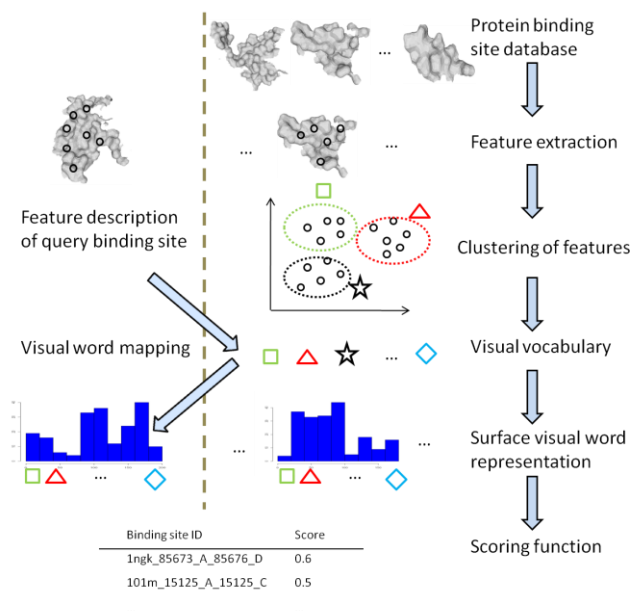 Protein binding
site database
...
Feature extraction
...
...
Feature description
of query binding site
Clustering of features
Visual word mapping
...
Visual vocabulary
...
...
Surface visual word
representation
...
...
Scoring function
Binding site ID Score
1ngk_85673_A_85676_D 0.6
101m_15125_A_15125_C 0.5